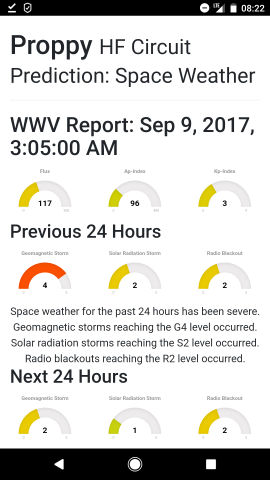 08:22
Proppy HF Circuit
Prediction: Space Weather
WWV Report: Sep 9, 2017,
3:05:00 AM
Flux Ap-Index Kp-Index
117 96 3
Previous 24 Hours
Geomagnetic Storm Solar Radiation Storm Radio Blackout
4 2 2
Space weather for the past 24 hours has been severe.
Geomagnetic storms reaching the G4 level occurred.
Solar radiation storms reaching the S2 level occurred.
Radio blackouts reaching the R2 level occurred.
Next 24 Hours
Geomagnetic Storm Solar Radiation Storm Radio Blackout
2 1 2